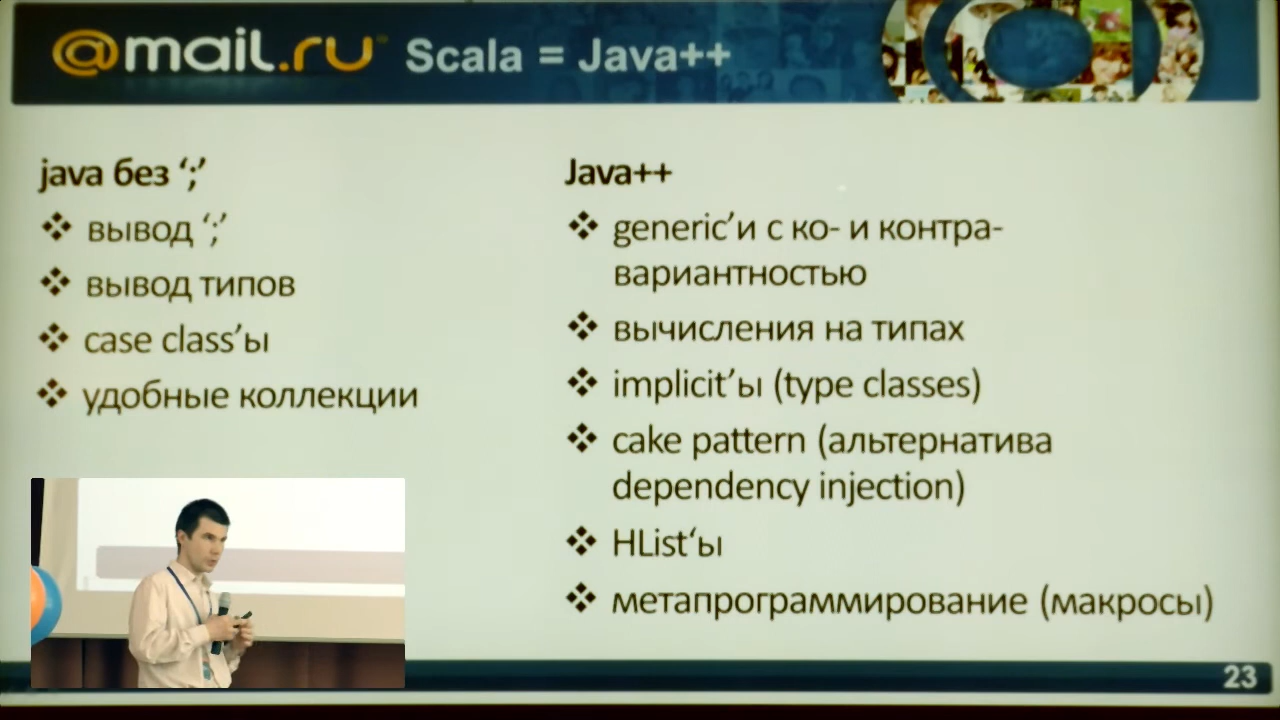 @mail.ru Scala = Java++
java без ‘;’
❖ вывод ‘;’
❖ вывод типов
❖ case class’ы
❖ удобные коллекции
Java++
❖ generic’и с ко- и контра-
вариантностью
❖ вычисления на типах
❖ implicit’ы (type classes)
❖ cake pattern (альтернатива
dependency injection)
❖ HList‘ы
❖ метапрограммирование (макросы)
23